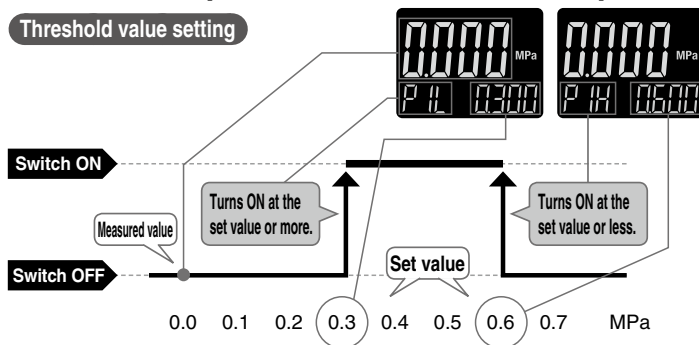 Threshold value setting
0.000 MPa
P 1L 0.300
0.000 MPa
P 1H 0.600
Switch ON
Turns ON at the
set value or more.
Turns ON at the
set value or less.
Measured value
Set value
Switch OFF
0.0 0.1 0.2 0.3 0.4 0.5 0.6 0.7 MPa